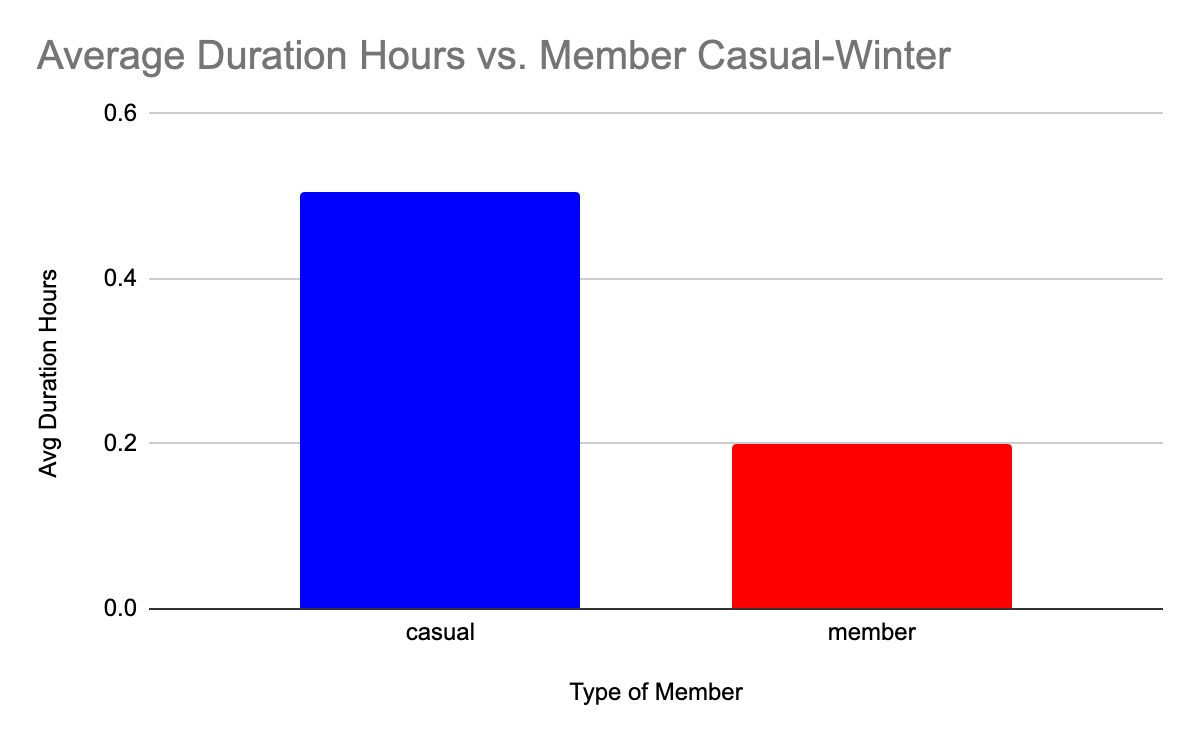 Average Duration Hours vs. Member Casual-Winter
0.6
0.4
0.2
0.0
Avg Duration Hours
casual
member
Type of Member